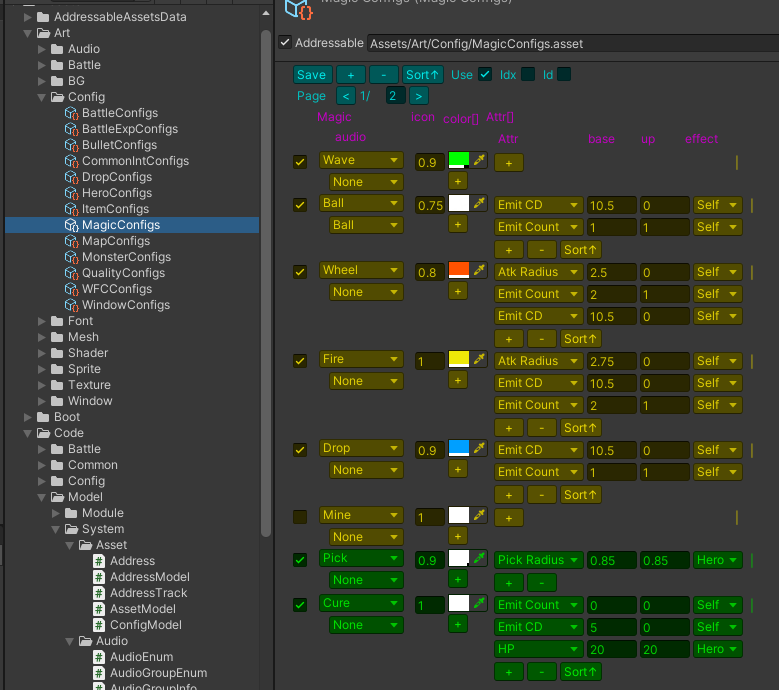 AddressableAssetsData
Art
Audio
Battle
BG
Config
BattleConfigs
BattleExpConfigs
BulletConfigs
CommonIntConfigs
DropConfigs
HeroConfigs
ItemConfigs
MagicConfigs
MapConfigs
MonsterConfigs
QualityConfigs
WFCConfigs
WindowConfigs
Font
Mesh
Shader
Sprite
Texture
Window
Boot
Code
Battle
Common
Config
Model
Module
System
Asset
Address
AddressModel
AddressTrack
AssetModel
ConfigModel
Audio
AudioEnum
AudioGroupEnum
AudioGroupInfo
Magic Configs (Magic Configs)
Addressable Assets/Art/Config/MagicConfigs.asset
Save + - Sort↑ Use Idx Id
Page < 1/ 2 >
Magic icon color[] Attr[]
audio Attr base up effect
Wave 0.9 +
None +
Ball 0.75 Emit CD 10.5 0 Self
Ball + Emit Count 1 1 Self
+ - Sort↑
Wheel 0.8 Atk Radius 2.5 0 Self
None + Emit Count 2 1 Self
Emit CD 10.5 0 Self
+ - Sort↑
Fire 1 Atk Radius 2.75 0 Self
None + Emit CD 10.5 0 Self
Emit Count 2 1 Self
+ - Sort↑
Drop 0.9 Emit CD 10.5 0 Self
None + Emit Count 1 1 Self
+ - Sort↑
Mine 1 +
None +
Pick 0.9 Pick Radius 0.85 0.85 Hero
None + + -
Cure 1 Emit Count 0 0 Self
None + Emit CD 5 0 Self
HP 20 20 Hero
+ - Sort↑